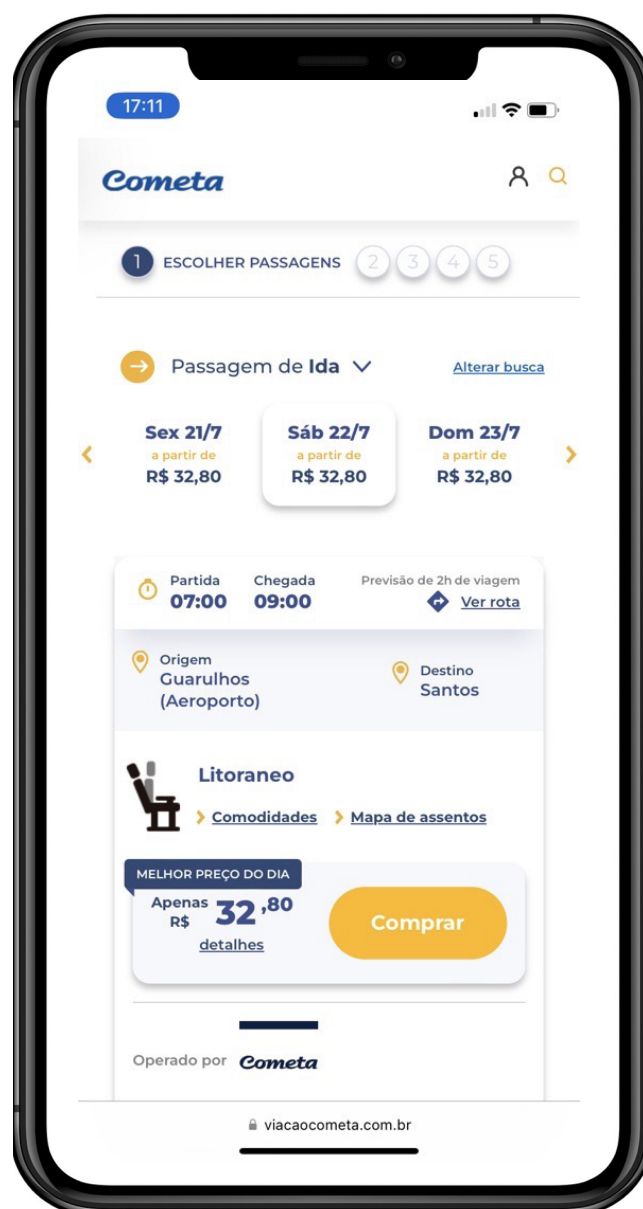 17:11
Cometa
1 ESCOLHER PASSAGENS 2 3 4 5
Passagem de Ida
Alterar busca
Sex 21/7
a partir de
R$ 32,80
Sáb 22/7
a partir de
R$ 32,80
Dom 23/7
a partir de
R$ 32,80
Partida
07:00
Chegada
09:00
Previsão de 2h de viagem
Ver rota
Origem
Guarulhos
(Aeroporto)
Destino
Santos
Litoraneo
Comodidades
Mapa de assentos
MELHOR PREÇO DO DIA
Apenas
R$ 32,80
detalhes
Comprar
Operado por Cometa
viacaocometa.com.br